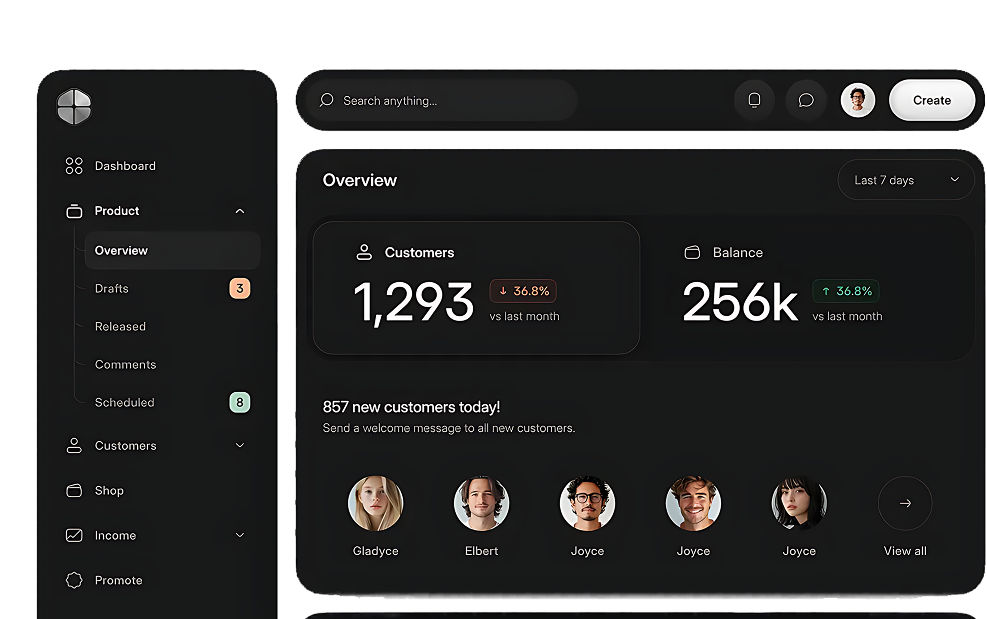 Search anything...
Create
Dashboard
Product
Overview
Drafts 3
Released
Comments
Scheduled 8
Customers
Shop
Income
Promote
Overview
Last 7 days
Customers
1,293
↓ 36.8%
vs last month
Balance
256k
↑ 36.8%
vs last month
857 new customers today!
Send a welcome message to all new customers.
Gladyce
Elbert
Joyce
Joyce
Joyce
View all